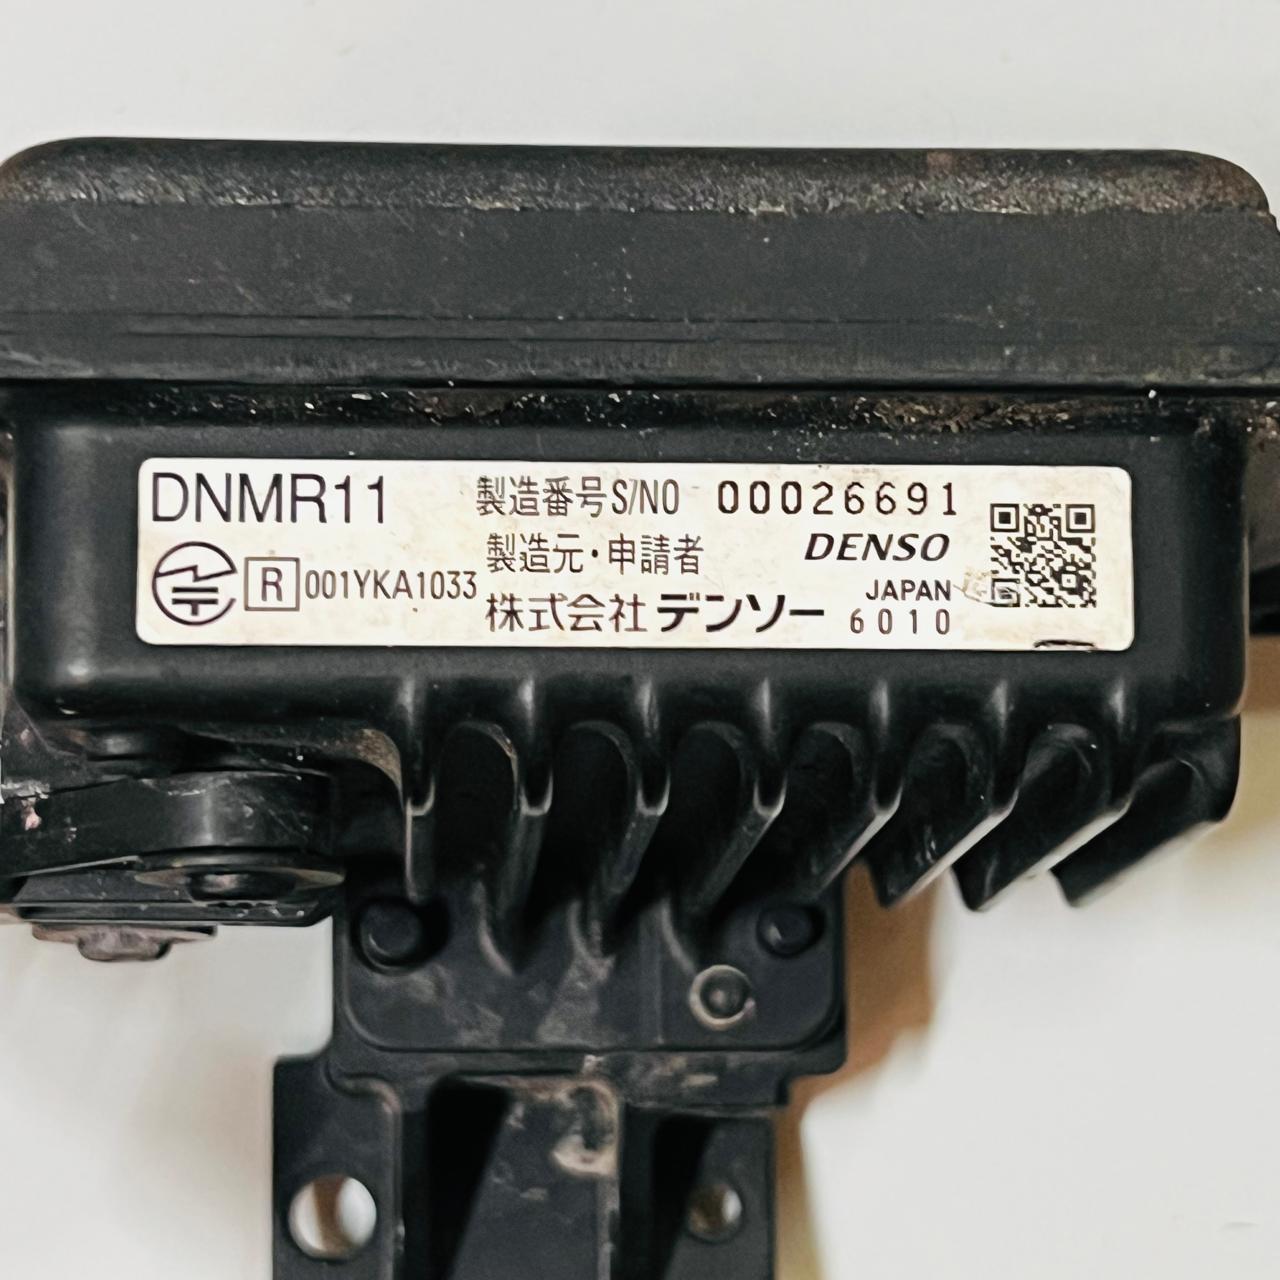 DNMR11
製造番号S/NO 00026691
製造元・申請者 DENSO
R 001YKA1033
株式会社デンソー JAPAN
6010